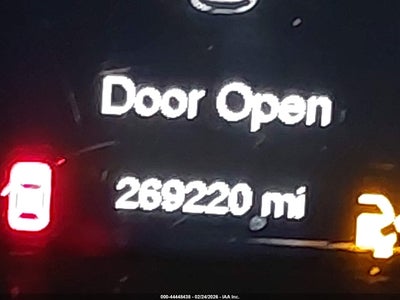 Door Open
269220 mi
000-44448438 - 02/24/2026 - IAA Inc.